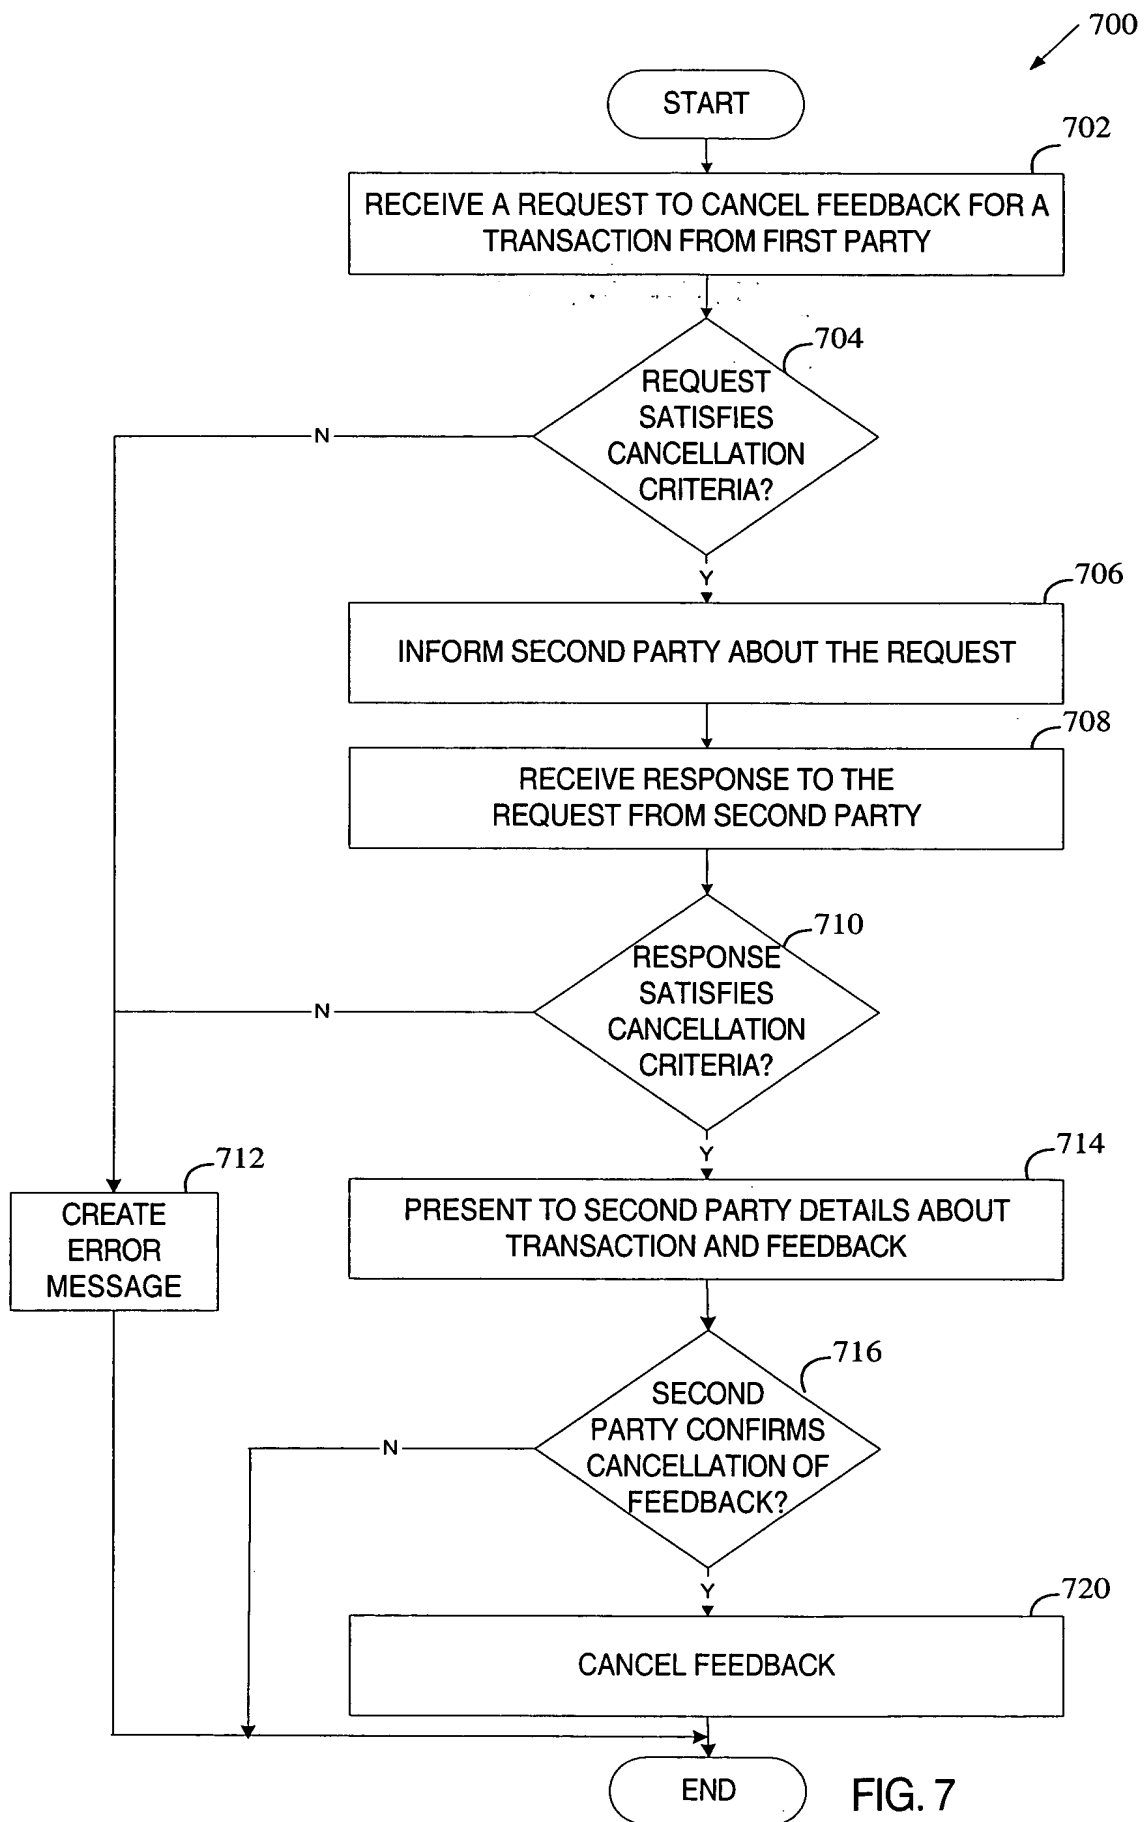 700
START
702
RECEIVE A REQUEST TO CANCEL FEEDBACK FOR A
TRANSACTION FROM FIRST PARTY
704
REQUEST
SATISFIES
CANCELLATION
CRITERIA?
N
Y
706
INFORM SECOND PARTY ABOUT THE REQUEST
708
RECEIVE RESPONSE TO THE
REQUEST FROM SECOND PARTY
710
RESPONSE
SATISFIES
CANCELLATION
CRITERIA?
N
Y
712
CREATE
ERROR
MESSAGE
714
PRESENT TO SECOND PARTY DETAILS ABOUT
TRANSACTION AND FEEDBACK
716
SECOND
PARTY CONFIRMS
CANCELLATION OF
FEEDBACK?
N
Y
720
CANCEL FEEDBACK
END
FIG. 7